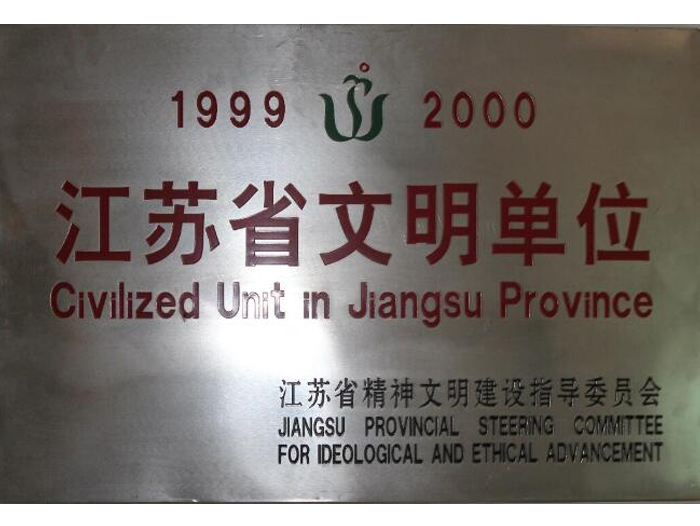 1999 2000
江苏省文明单位
Civilized Unit in Jiangsu Province
江苏省精神文明建设指导委员会
JIANGSU PROVINCIAL STEERING COMMITTEE
FOR IDEOLOGICAL AND ETHICAL ADVANCEMENT